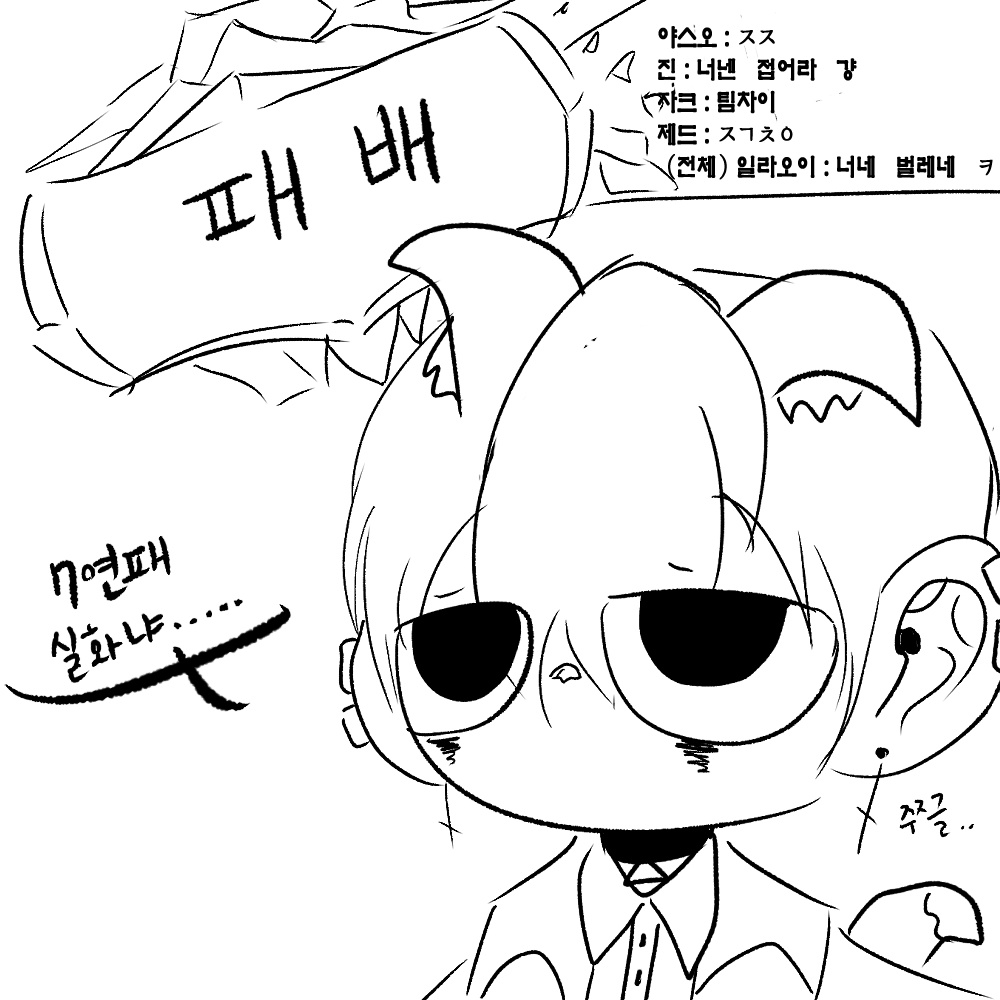 야스오 : ㅈㅈ
진 : 너넨 접어라 걍
자크 : 팀차이
제드 : ㅈㄱㅊㅇ
(전체) 일라오이 : 너네 벌레네 ㅋ
패배
7연패
실화냐.....
쭈글..